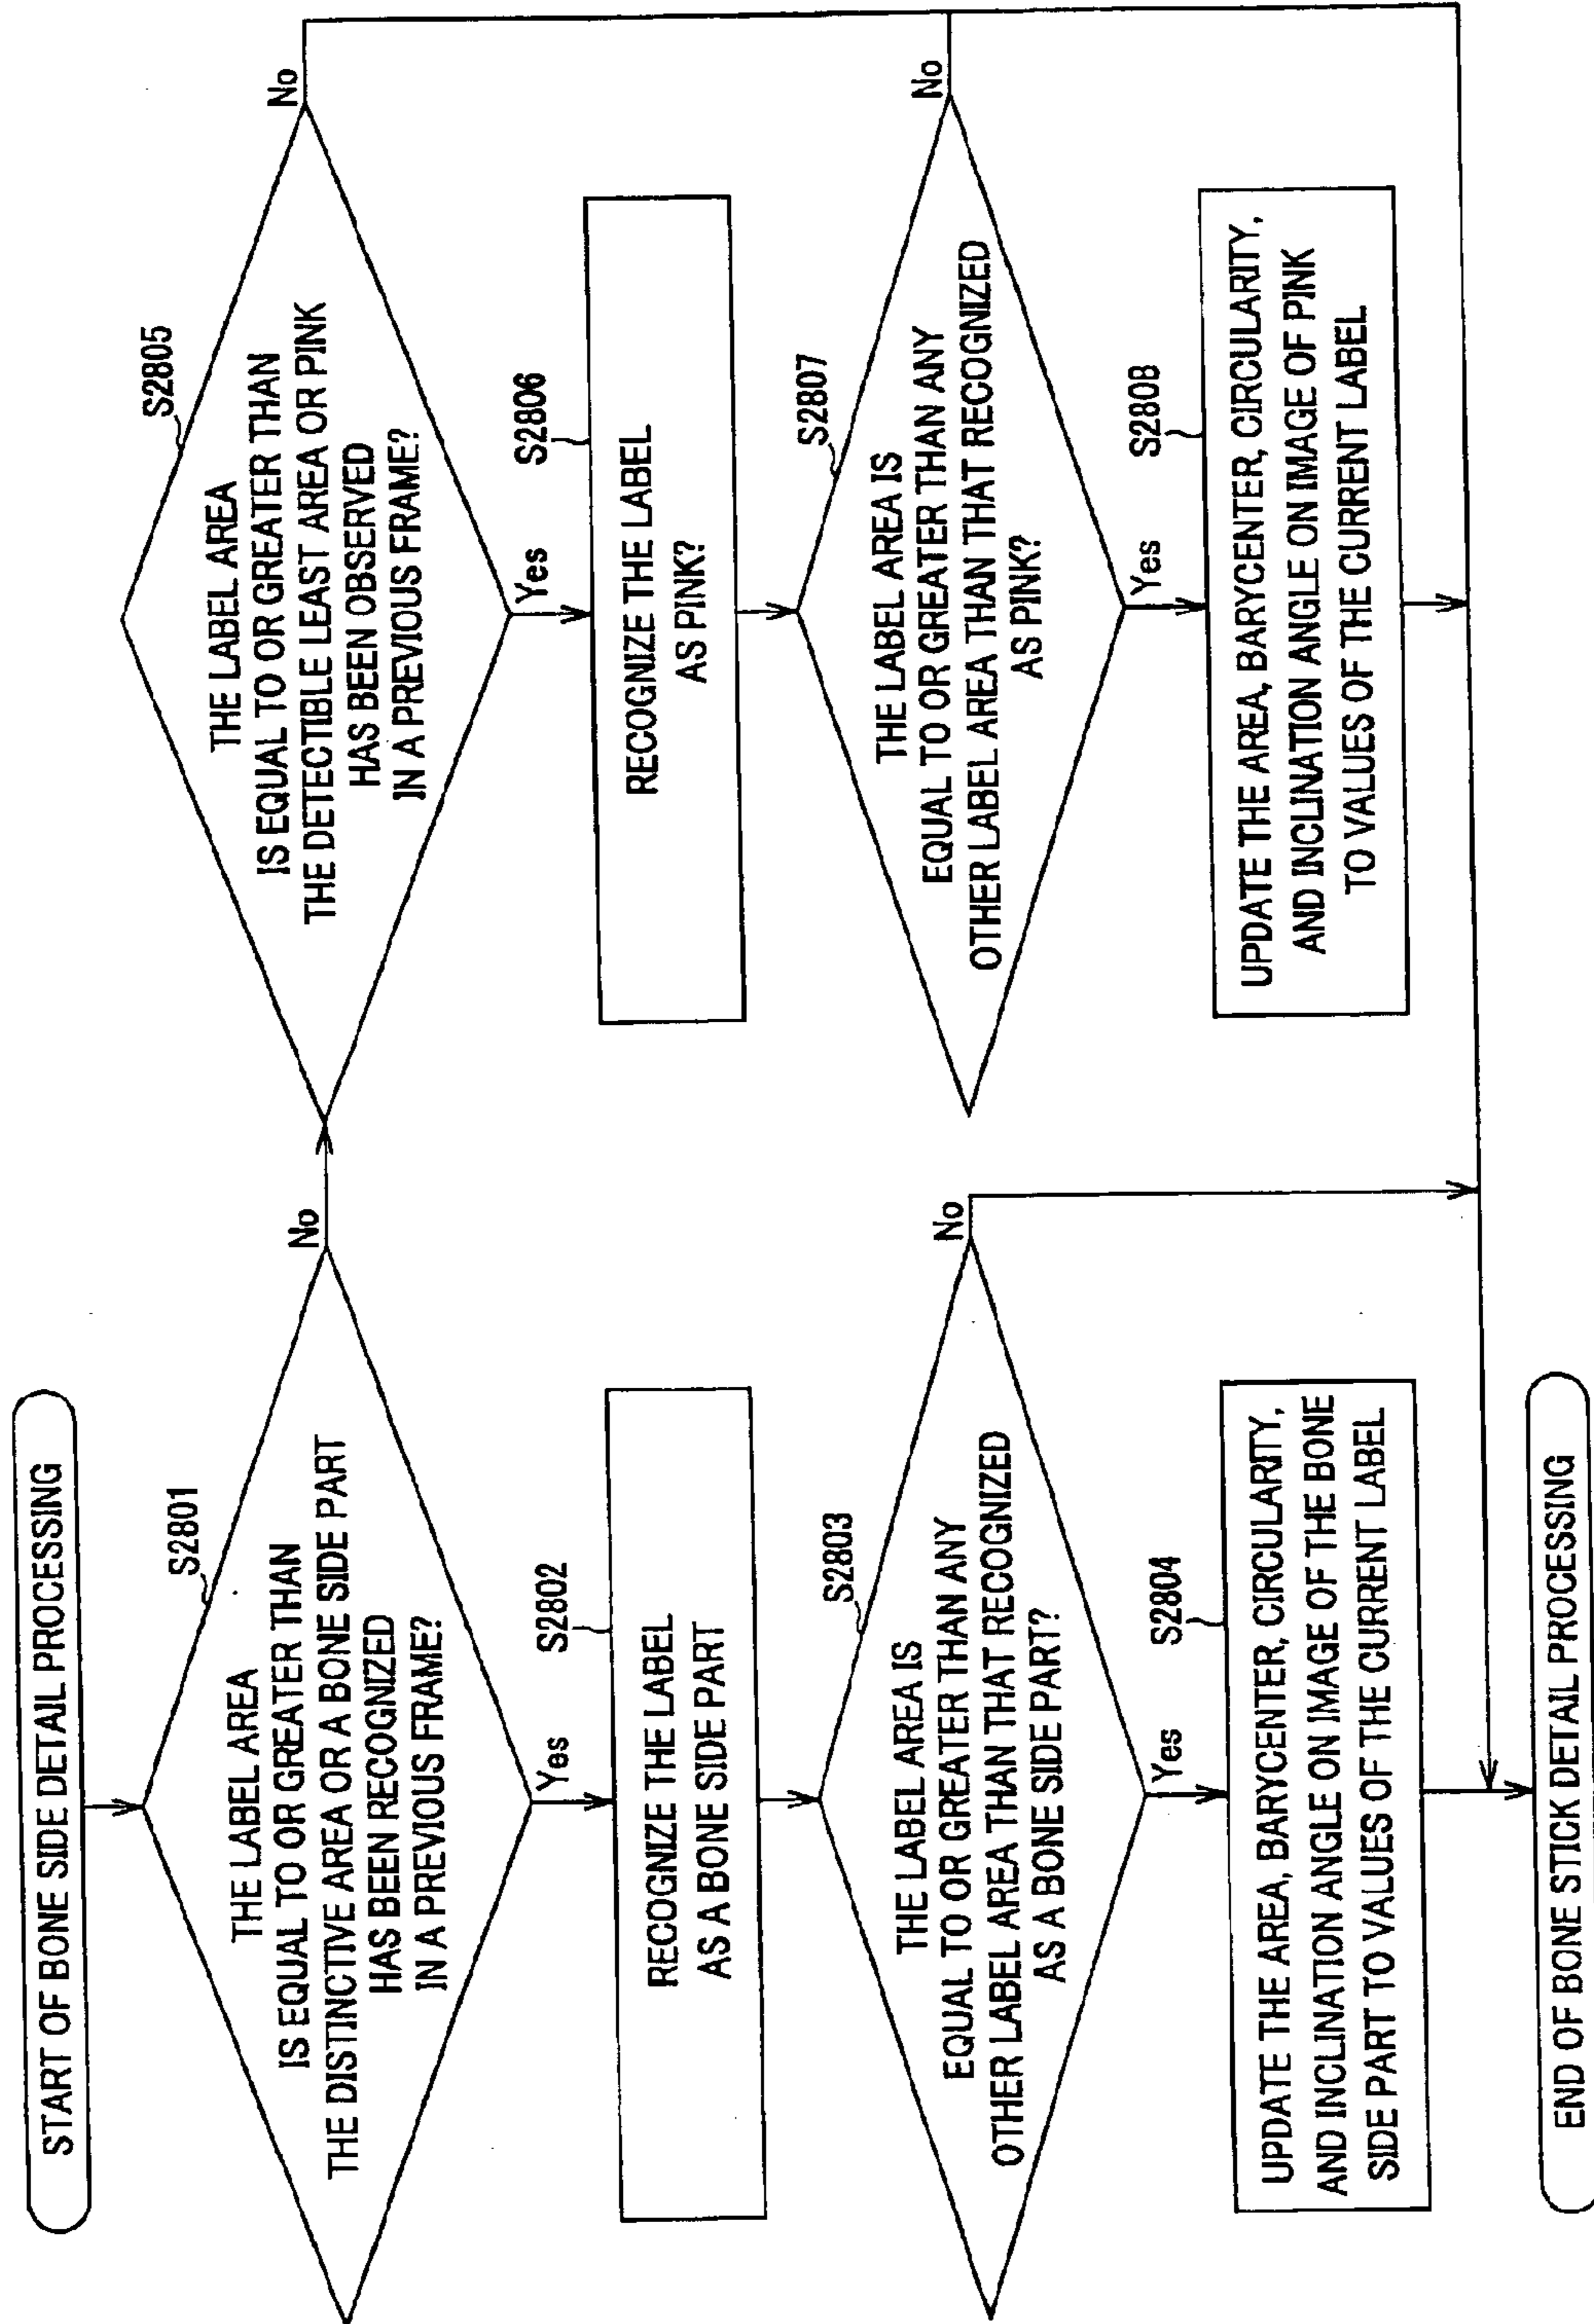 START OF BONE SIDE DETAIL PROCESSING
S2801
THE LABEL AREA
IS EQUAL TO OR GREATER THAN
THE DISTINCTIVE AREA OR A BONE SIDE PART
HAS BEEN RECOGNIZED
IN A PREVIOUS FRAME?
No
Yes
S2802
RECOGNIZE THE LABEL
AS A BONE SIDE PART
S2803
THE LABEL AREA IS
EQUAL TO OR GREATER THAN ANY
OTHER LABEL AREA THAN THAT RECOGNIZED
AS A BONE SIDE PART?
No
Yes
S2804
UPDATE THE AREA, BARYCENTER, CIRCULARITY,
AND INCLINATION ANGLE ON IMAGE OF THE BONE
SIDE PART TO VALUES OF THE CURRENT LABEL
END OF BONE STICK DETAIL PROCESSING
S2805
THE LABEL AREA
IS EQUAL TO OR GREATER THAN
THE DETECTIBLE LEAST AREA OR PINK
HAS BEEN OBSERVED
IN A PREVIOUS FRAME?
No
Yes
S2806
RECOGNIZE THE LABEL
AS PINK?
S2807
THE LABEL AREA IS
EQUAL TO OR GREATER THAN ANY
OTHER LABEL AREA THAN THAT RECOGNIZED
AS PINK?
No
Yes
S2808
UPDATE THE AREA, BARYCENTER, CIRCULARITY,
AND INCLINATION ANGLE ON IMAGE OF PINK
TO VALUES OF THE CURRENT LABEL